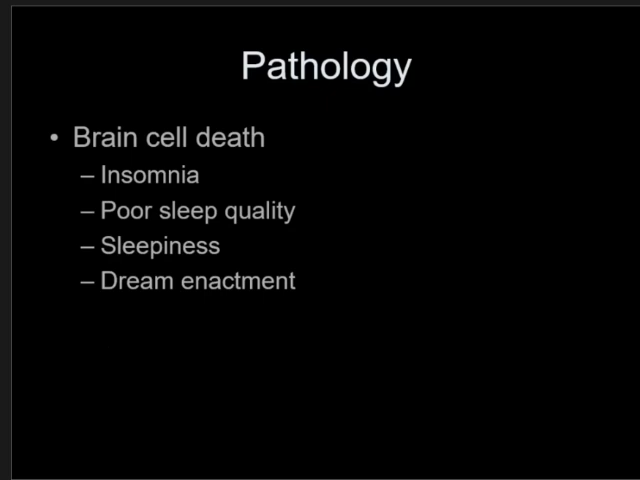 Pathology
• Brain cell death
– Insomnia
– Poor sleep quality
– Sleepiness
– Dream enactment